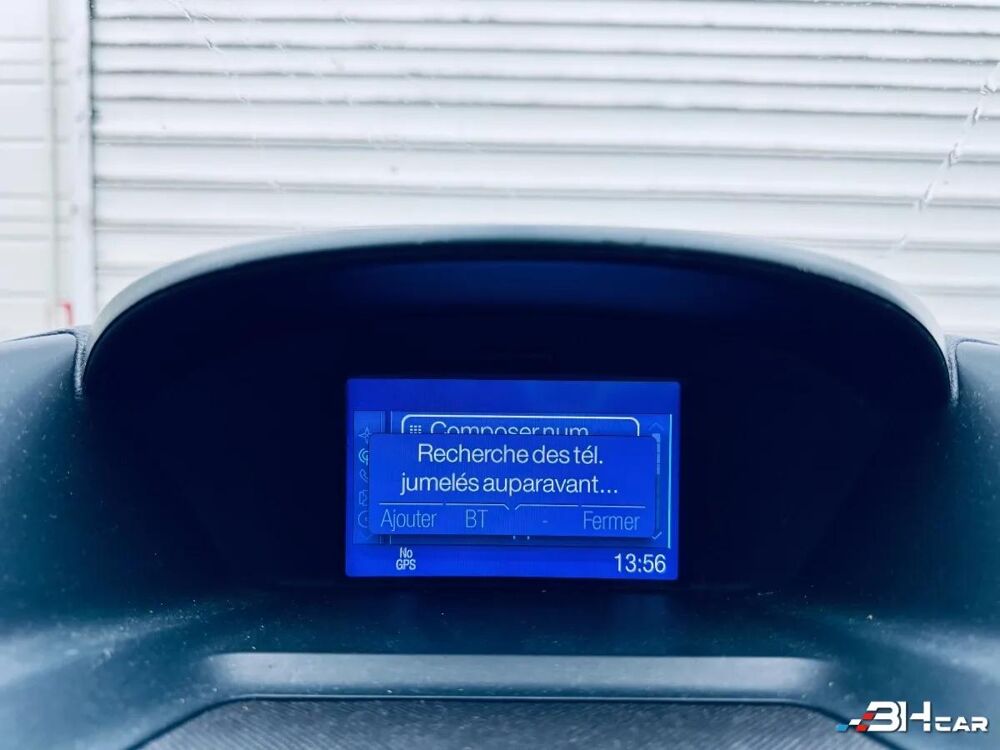 Composer num
Recherche des tél.
jumelés auparavant...
Ajouter BT - Fermer
No
GPS
13:56
BHCAR